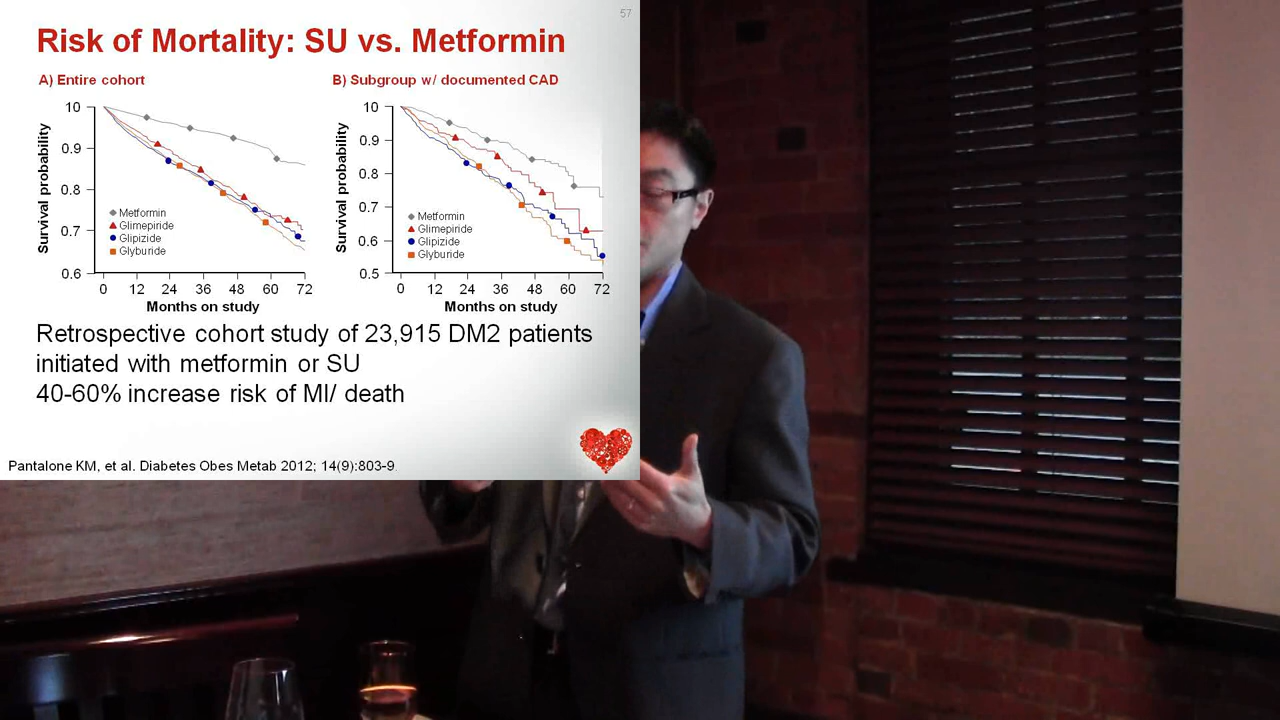 57
Risk of Mortality: SU vs. Metformin
A) Entire cohort
B) Subgroup w/ documented CAD
Survival probability
10
0.9
0.8
0.7
0.6
Metformin
Glimepiride
Glipizide
Glyburide
0 12 24 36 48 60 72
Months on study
Survival probability
10
0.9
0.8
0.7
0.6
0.5
Metformin
Glimepiride
Glipizide
Glyburide
0 12 24 36 48 60 72
Months on study
Retrospective cohort study of 23,915 DM2 patients
initiated with metformin or SU
40-60% increase risk of MI/ death
Pantalone KM, et al. Diabetes Obes Metab 2012; 14(9):803-9.